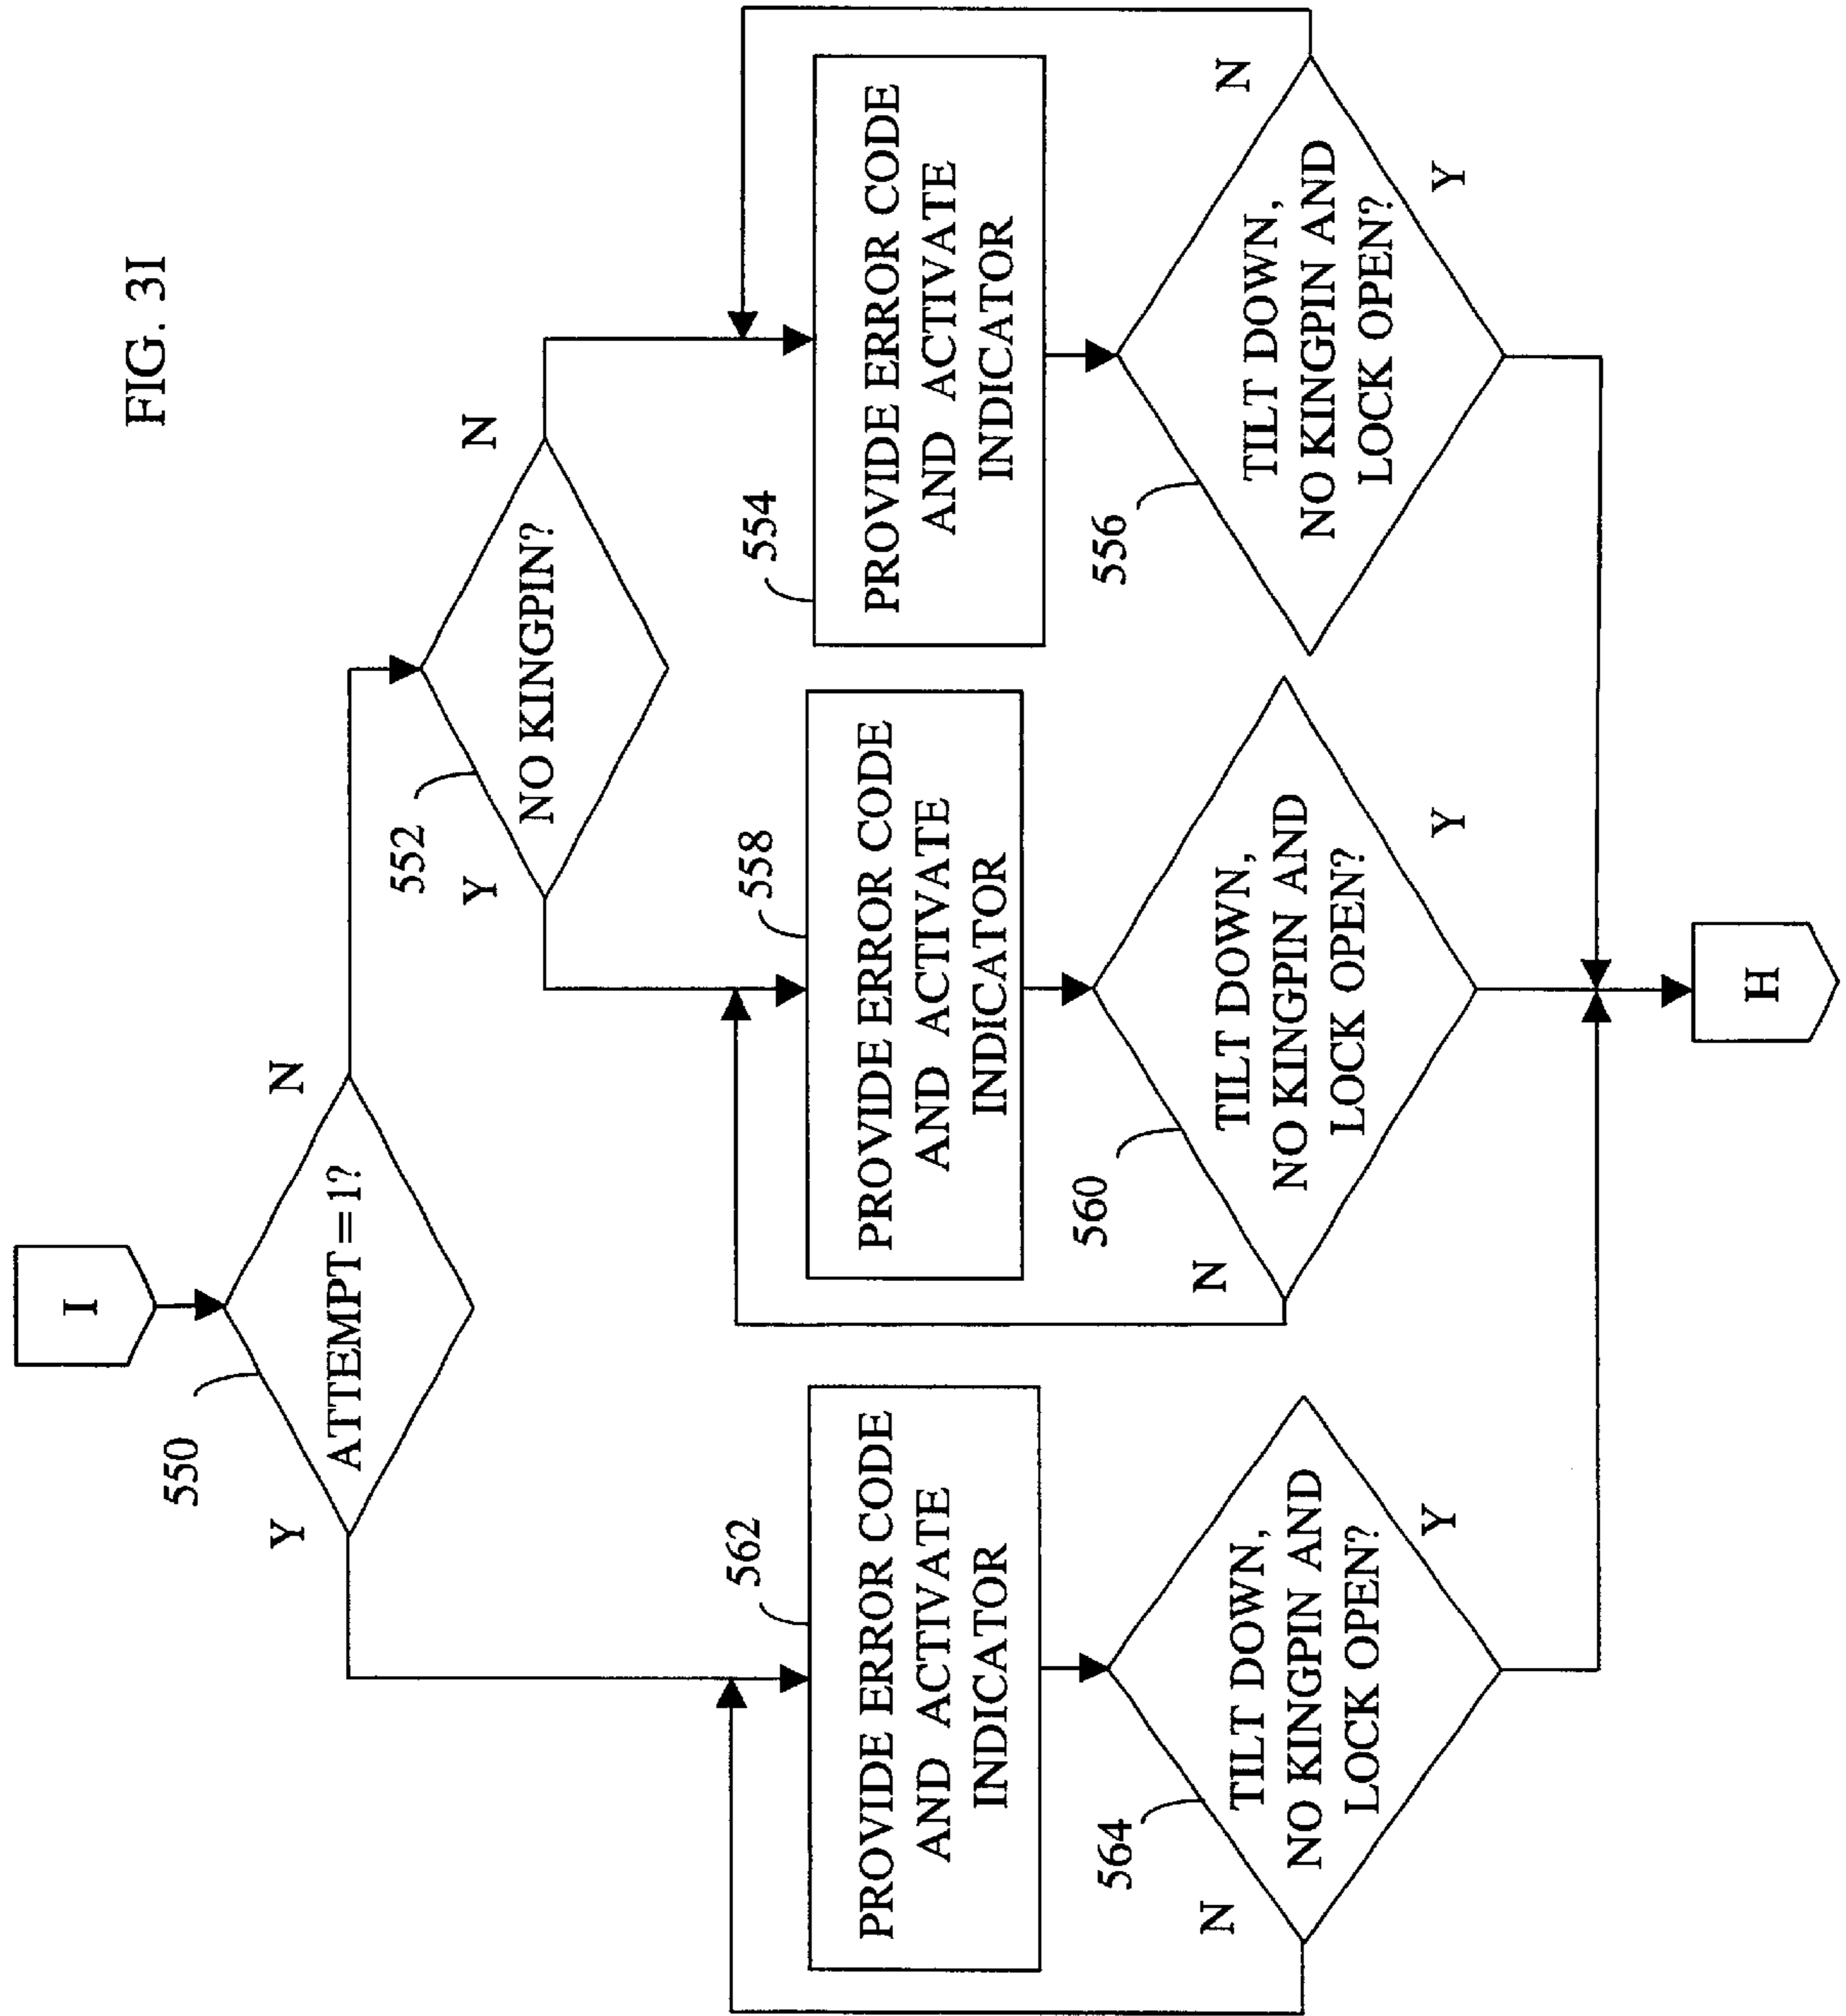 FIG. 3I
I
550
ATTEMPT = 1?
Y
N
552
NO KINGPIN?
Y
N
562
PROVIDE ERROR CODE
AND ACTIVATE
INDICATOR
558
PROVIDE ERROR CODE
AND ACTIVATE
INDICATOR
554
PROVIDE ERROR CODE
AND ACTIVATE
INDICATOR
564
TILT DOWN,
NO KINGPIN AND
LOCK OPEN?
N
Y
560
TILT DOWN,
NO KINGPIN AND
LOCK OPEN?
N
Y
556
TILT DOWN,
NO KINGPIN AND
LOCK OPEN?
N
Y
H